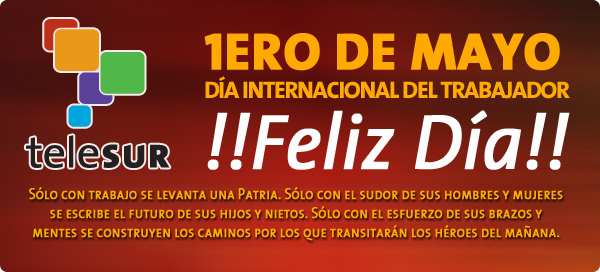 1ERO DE MAYO
DÍA INTERNACIONAL DEL TRABAJADOR
!!Feliz Día!!
teleSUR
SÓLO CON TRABAJO SE LEVANTA UNA PATRIA. SÓLO CON EL SUDOR DE SUS HOMBRES Y MUJERES
SE ESCRIBE EL FUTURO DE SUS HIJOS Y NIETOS. SÓLO CON EL ESFUERZO DE SUS BRAZOS Y
MENTES SE CONSTRUYEN LOS CAMINOS POR LOS QUE TRANSITARÁN LOS HÉROES DEL MAÑANA.